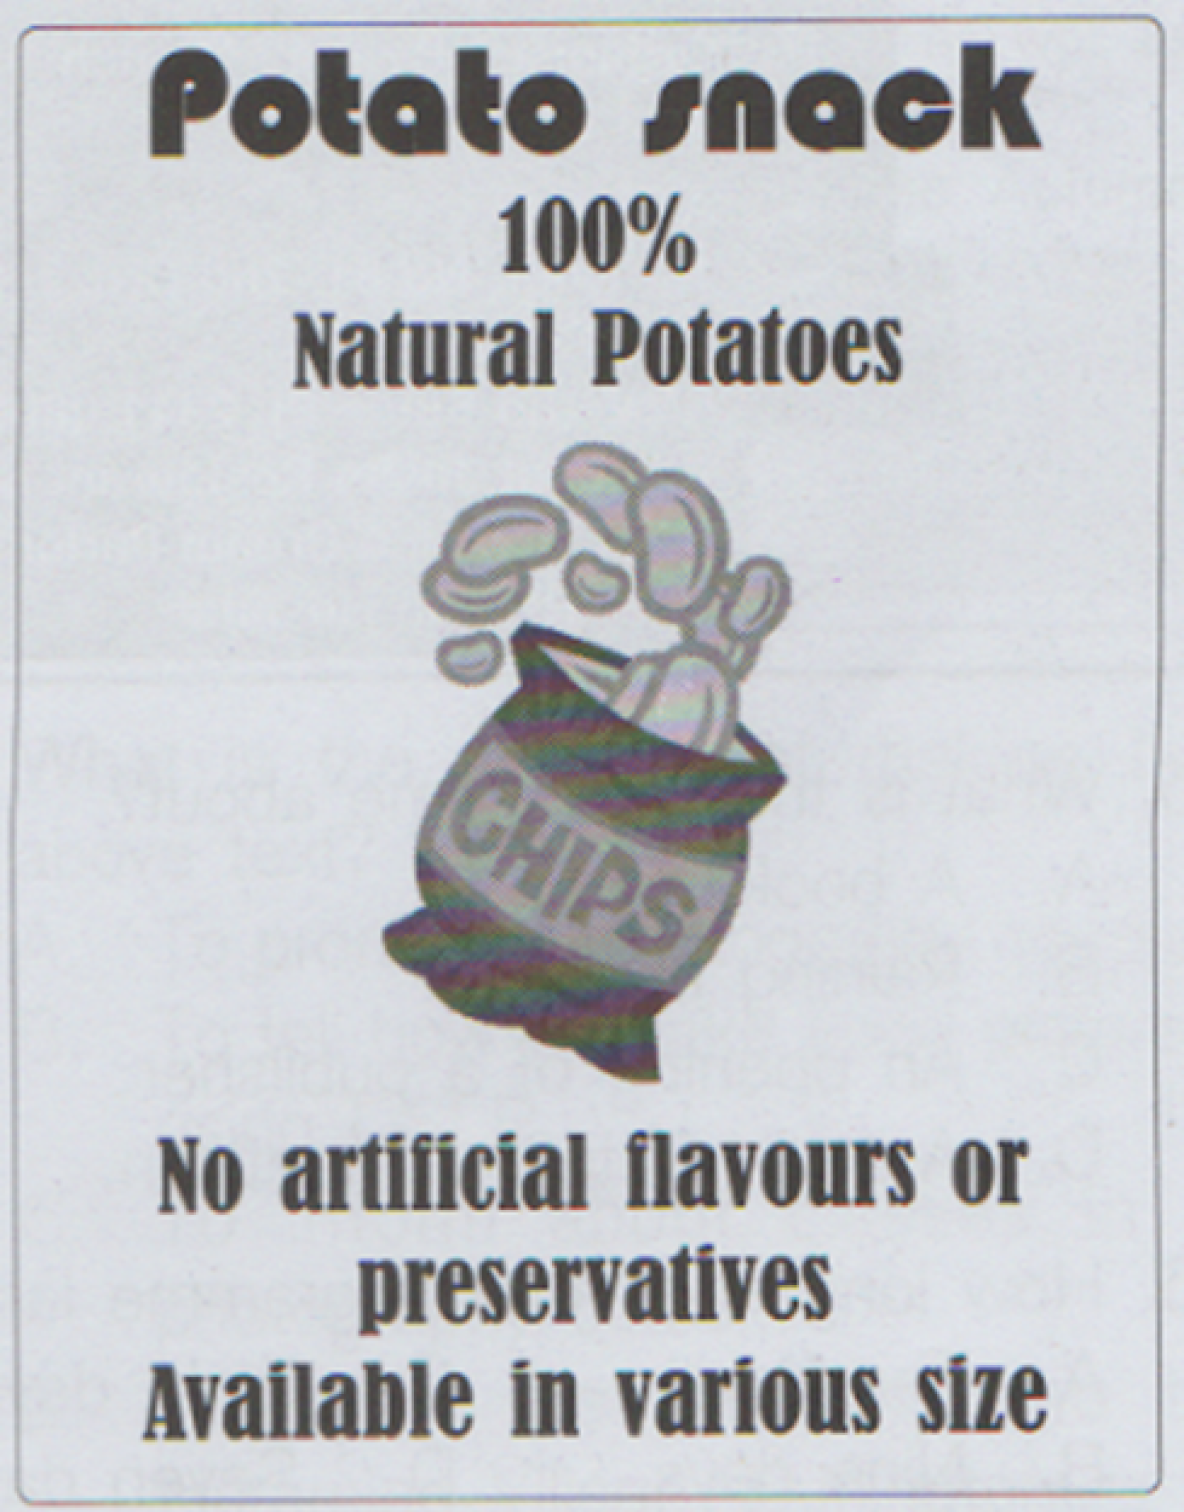 Potato snack
100%
Natural Potatoes
CHIPS
No artificial flavours or
preservatives
Available in various size